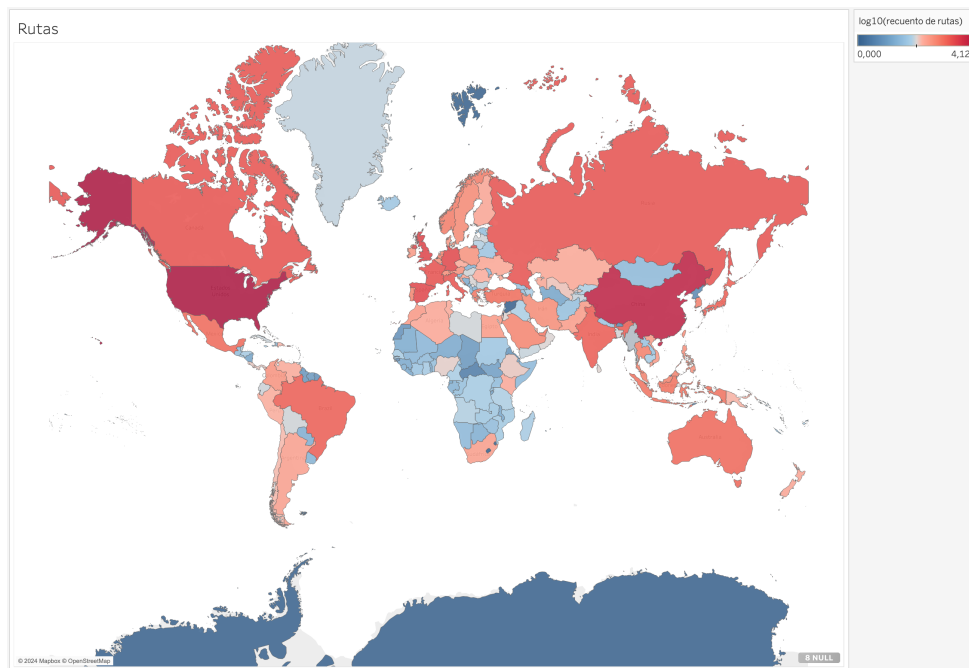 Rutas
log10(recuento de rutas)
0,000
4,12
© 2024 Mapbox © OpenStreetMap
8 NULL